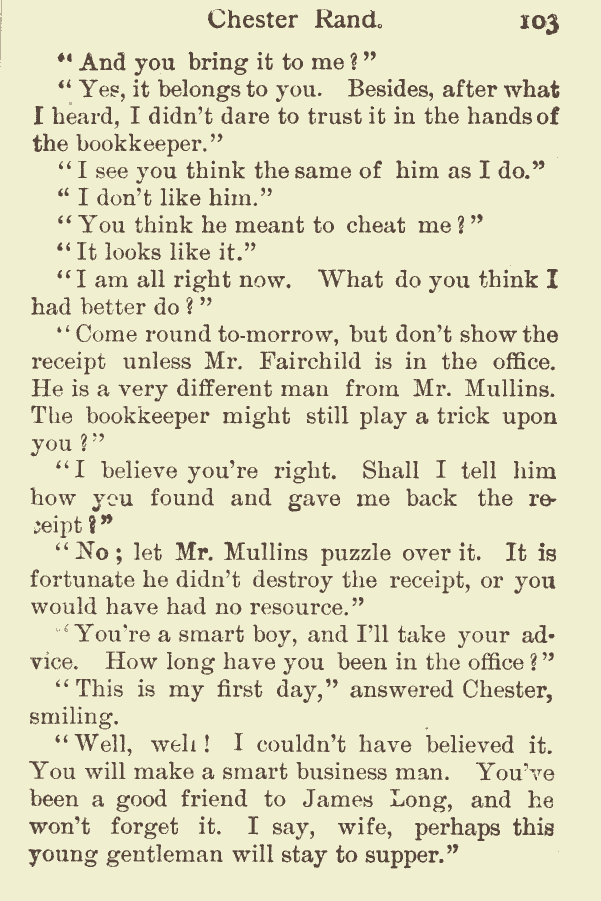 Chester Rand. 103
“ And you bring it to me ? ”
“ Yes, it belongs to you. Besides, after what
I heard, I didn’t dare to trust it in the hands of
the bookkeeper.”
“ I see you think the same of him as I do.”
“ I don’t like him.”
“ You think he meant to cheat me ? ”
“ It looks like it.”
“ I am all right now. What do you think I
had better do ? ”
“ Come round to-morrow, but don’t show the
receipt unless Mr. Fairchild is in the office.
He is a very different man from Mr. Mullins.
The bookkeeper might still play a trick upon
you ? ”
“ I believe you’re right. Shall I tell him
how you found and gave me back the re-
ceipt ? ”
“ No ; let Mr. Mullins puzzle over it. It is
fortunate he didn’t destroy the receipt, or you
would have had no resource.”
“ You’re a smart boy, and I’ll take your ad-
vice. How long have you been in the office ? ”
“ This is my first day,” answered Chester,
smiling.
“ Well, well ! I couldn’t have believed it.
You will make a smart business man. You’ve
been a good friend to James Long, and he
won’t forget it. I say, wife, perhaps this
young gentleman will stay to supper.”